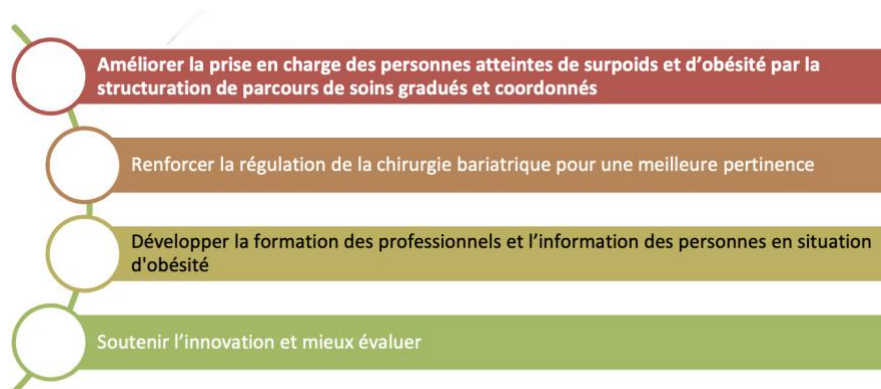 Améliorer la prise en charge des personnes atteintes de surpoids et d’obésité par la
structuration de parcours de soins gradués et coordonnés
Renforcer la régulation de la chirurgie bariatrique pour une meilleure pertinence
Développer la formation des professionnels et l’information des personnes en situation
d'obésité
Soutenir l’innovation et mieux évaluer